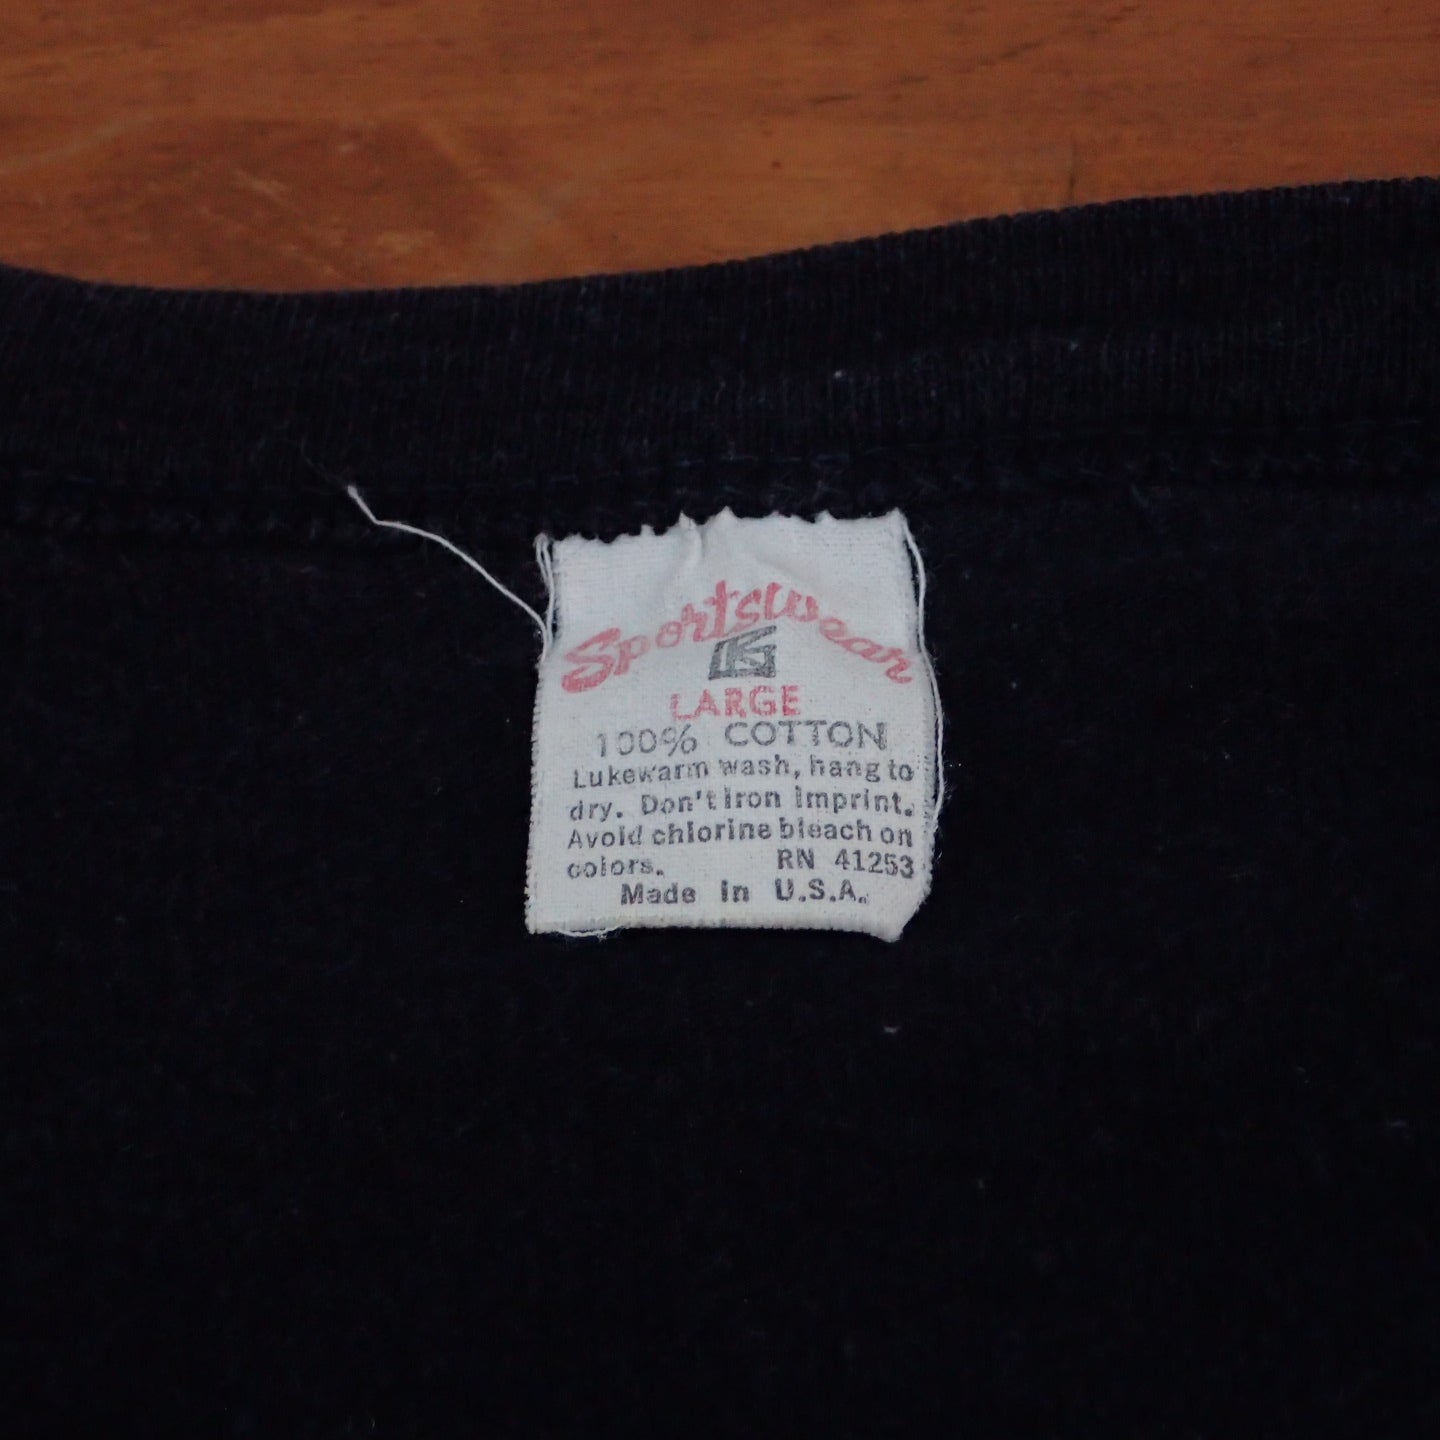 Sportswear
LARGE
100% COTTON
Lukewarm wash, hang to
dry. Don't iron imprint.
Avoid chlorine bleach on
colors. RN 41253
Made in U.S.A.